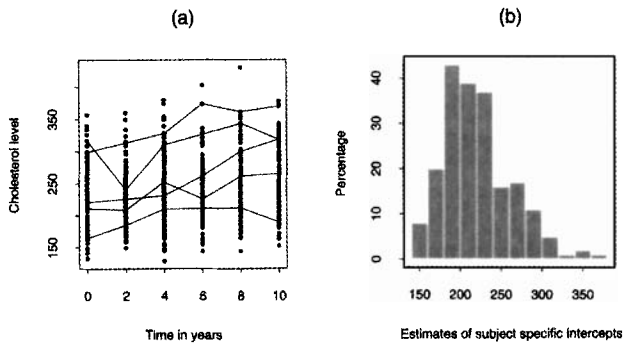 (a)
Cholesterol level
350
250
150
0 2 4 6 8 10
Time in years
(b)
Percentage
40
30
20
10
0
150 200 250 300 350
Estimates of subject specific intercepts